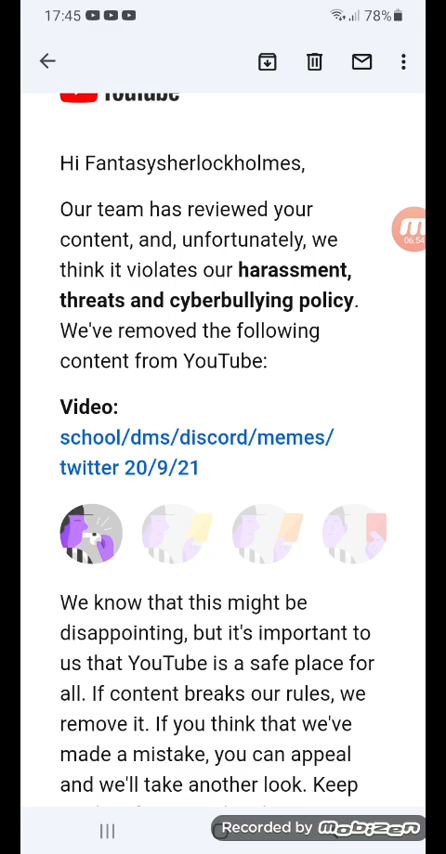 17:45 78%
YouTube
Hi Fantasysherlockholmes,
Our team has reviewed your
content, and, unfortunately, we
think it violates our harassment,
06:54
threats and cyberbullying policy.
We've removed the following
content from YouTube:
Video:
school/dms/discord/memes/
twitter 20/9/21
We know that this might be
disappointing, but it's important to
us that YouTube is a safe place for
all. If content breaks our rules, we
remove it. If you think that we've
made a mistake, you can appeal
and we'll take another look. Keep
Recorded by mobizen